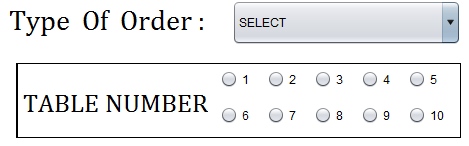 Type Of Order : SELECT
TABLE NUMBER
1 2 3 4 5
6 7 8 9 10